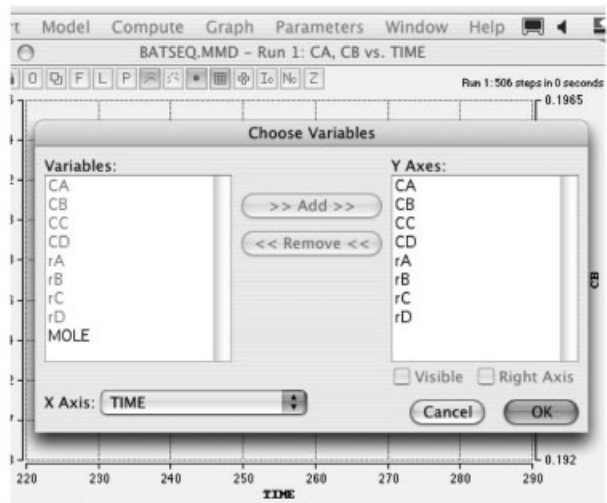 Model Compute Graph Parameters Window Help
BATSEQ.MMD – Run 1: CA, CB vs. TIME
O F L P Io No Z
Run 1: 506 steps in 0 seconds
0.1965
Choose Variables
Variables:
CA
CB
CC
CD
rA
rB
rC
rD
MOLE
>> Add >>
<< Remove <<
Y Axes:
CA
CB
CC
CD
rA
rB
rC
rD
CB
Visible Right Axis
X Axis: TIME
Cancel OK
0.192
220 230 240 250 260 270 280 290
TIME